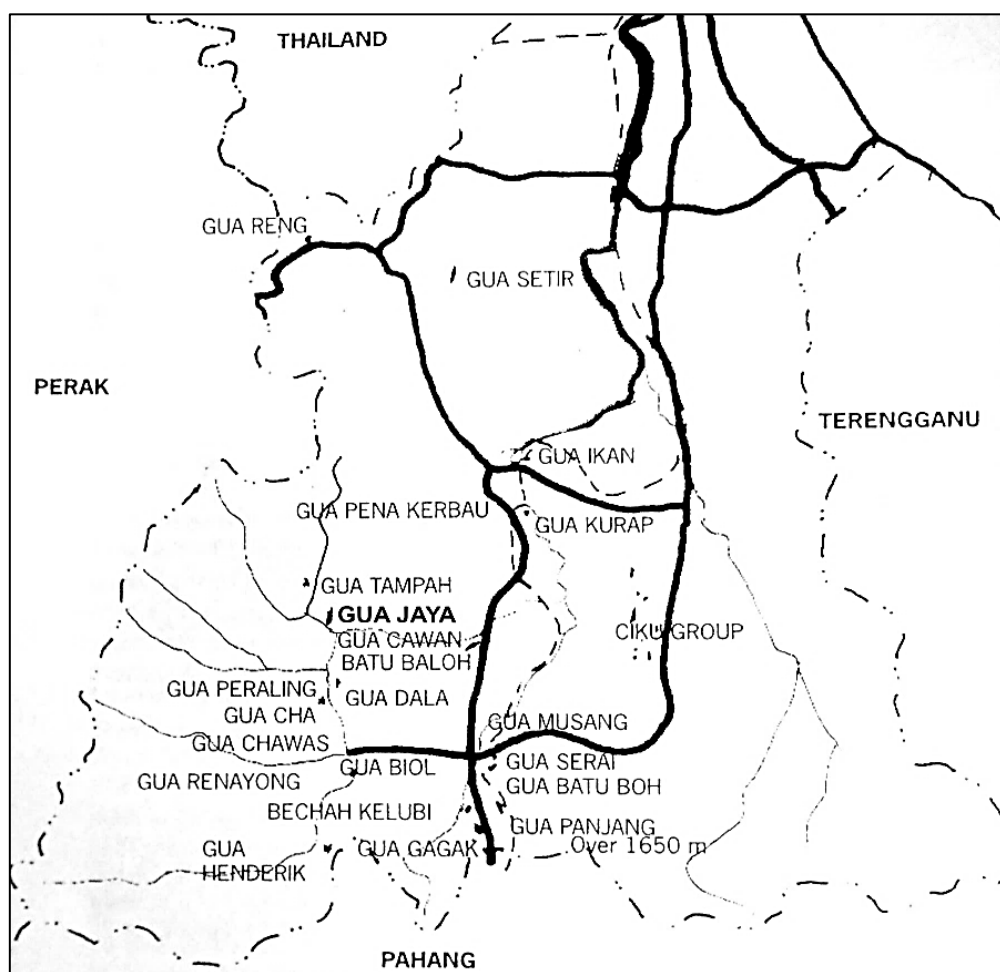 THAILAND
GUA RENG
GUA SETIR
PERAK
TERENGGANU
GUA IKAN
GUA PENA KERBAU
GUA KURAP
GUA TAMPAH
GUA JAYA
CIKU GROUP
GUA CAWAN
BATU BALOH
GUA PERALING
GUA DALA
GUA CHA
GUA MUSANG
GUA CHAWAS
GUA SERAI
GUA BIOL
GUA RENAYONG
GUA BATU BOH
BECHAH KELUBI
GUA PANJANG
Over 1650 m
GUA GAGAK
GUA
HENDERIK
PAHANG